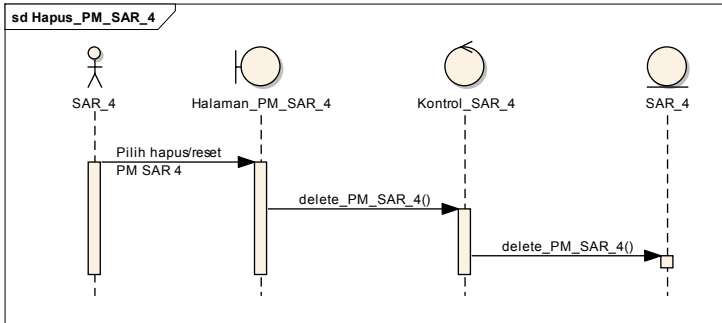 sd Hapus_PM_SAR_4
SAR_4
Halaman_PM_SAR_4
Kontrol_SAR_4
SAR_4
Pilih hapus/reset
PM SAR 4
delete_PM_SAR_4()
delete_PM_SAR_4()